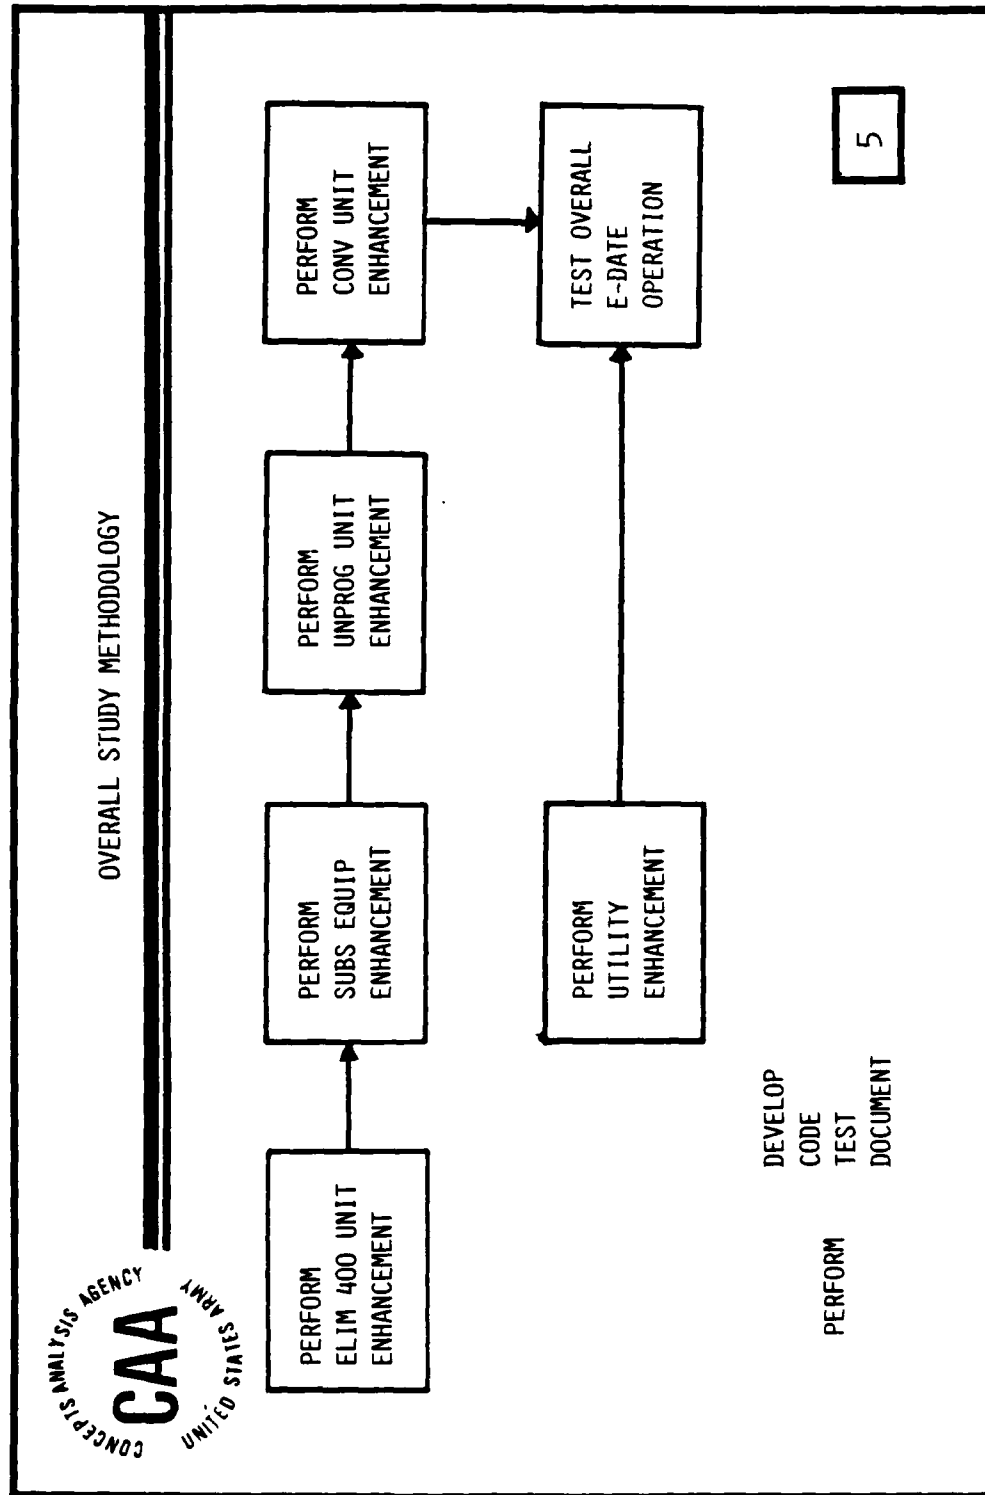 CONCEPTS ANALYSIS AGENCY
CAA
UNITED STATES ARMY
OVERALL STUDY METHODOLOGY
PERFORM
ELIM 400 UNIT
ENHANCEMENT
PERFORM
SUBS EQUIP
ENHANCEMENT
PERFORM
UNPROG UNIT
ENHANCEMENT
PERFORM
CONV UNIT
ENHANCEMENT
PERFORM
UTILITY
ENHANCEMENT
TEST OVERALL
E-DATE
OPERATION
PERFORM
DEVELOP
CODE
TEST
DOCUMENT
5